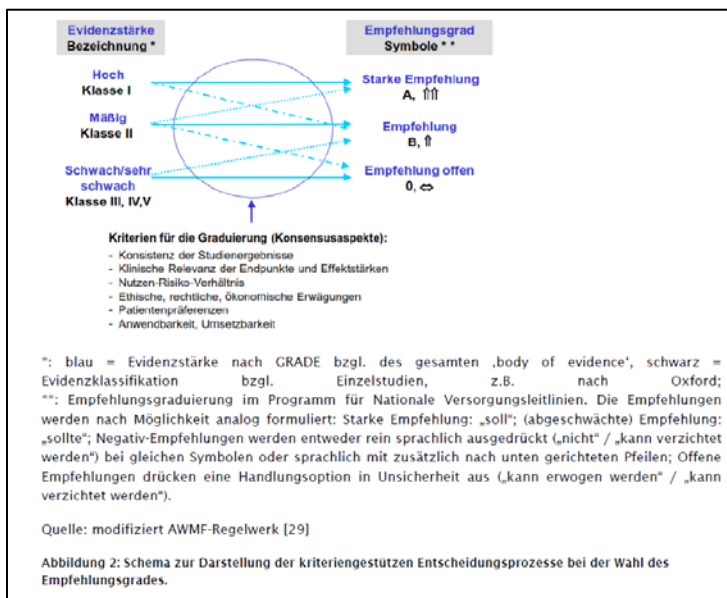 Evidenzstärke
Bezeichnung *
Empfehlungsgrad
Symbole * *
Hoch
Klasse I
Starke Empfehlung
A, ⇑⇑
Mäßig
Klasse II
Empfehlung
B, ⇑
Schwach/sehr
schwach
Klasse III, IV,V
Empfehlung offen
0, ⇔
Kriterien für die Graduierung (Konsensusaspekte):
- Konsistenz der Studienergebnisse
- Klinische Relevanz der Endpunkte und Effektstärken
- Nutzen-Risiko-Verhältnis
- Ethische, rechtliche, ökonomische Erwägungen
- Patientenpräferenzen
- Anwendbarkeit, Umsetzbarkeit
*: blau = Evidenzstärke nach GRADE bzgl. des gesamten ‚body of evidence‘, schwarz =
Evidenzklassifikation bzgl. Einzelstudien, z.B. nach Oxford;
**: Empfehlungsgraduierung im Programm für Nationale Versorgungsleitlinien. Die Empfehlungen
werden nach Möglichkeit analog formuliert: Starke Empfehlung: „soll“; (abgeschwächte) Empfehlung:
„sollte“; Negativ-Empfehlungen werden entweder rein sprachlich ausgedrückt („nicht“ / „kann verzichtet
werden“) bei gleichen Symbolen oder sprachlich mit zusätzlich nach unten gerichteten Pfeilen; Offene
Empfehlungen drücken eine Handlungsoption in Unsicherheit aus („kann erwogen werden“ / „kann
verzichtet werden“).
Quelle: modifiziert AWMF-Regelwerk [29]
Abbildung 2: Schema zur Darstellung der kriteriengestützten Entscheidungsprozesse bei der Wahl des
Empfehlungsgrades.